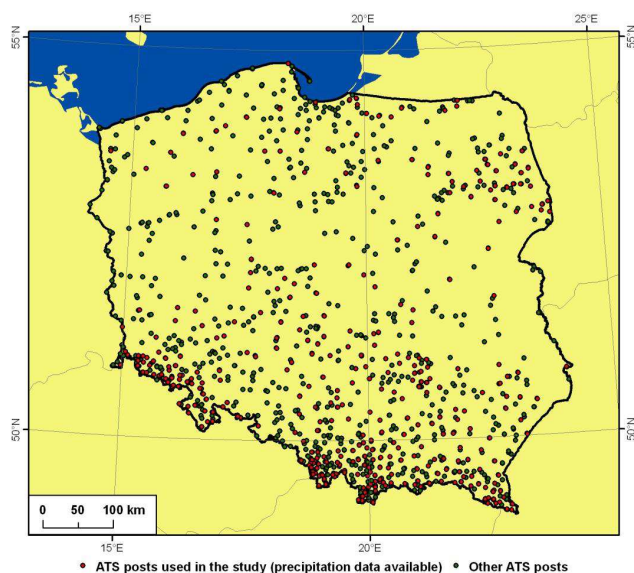 15°E 20°E 25°E
55°N 55°N
50°N 50°N
0 50 100 km
15°E 20°E
ATS posts used in the study (precipitation data available) Other ATS posts